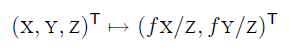 (X, Y, Z)ᵀ ↦ (fX/Z, fY/Z)ᵀ